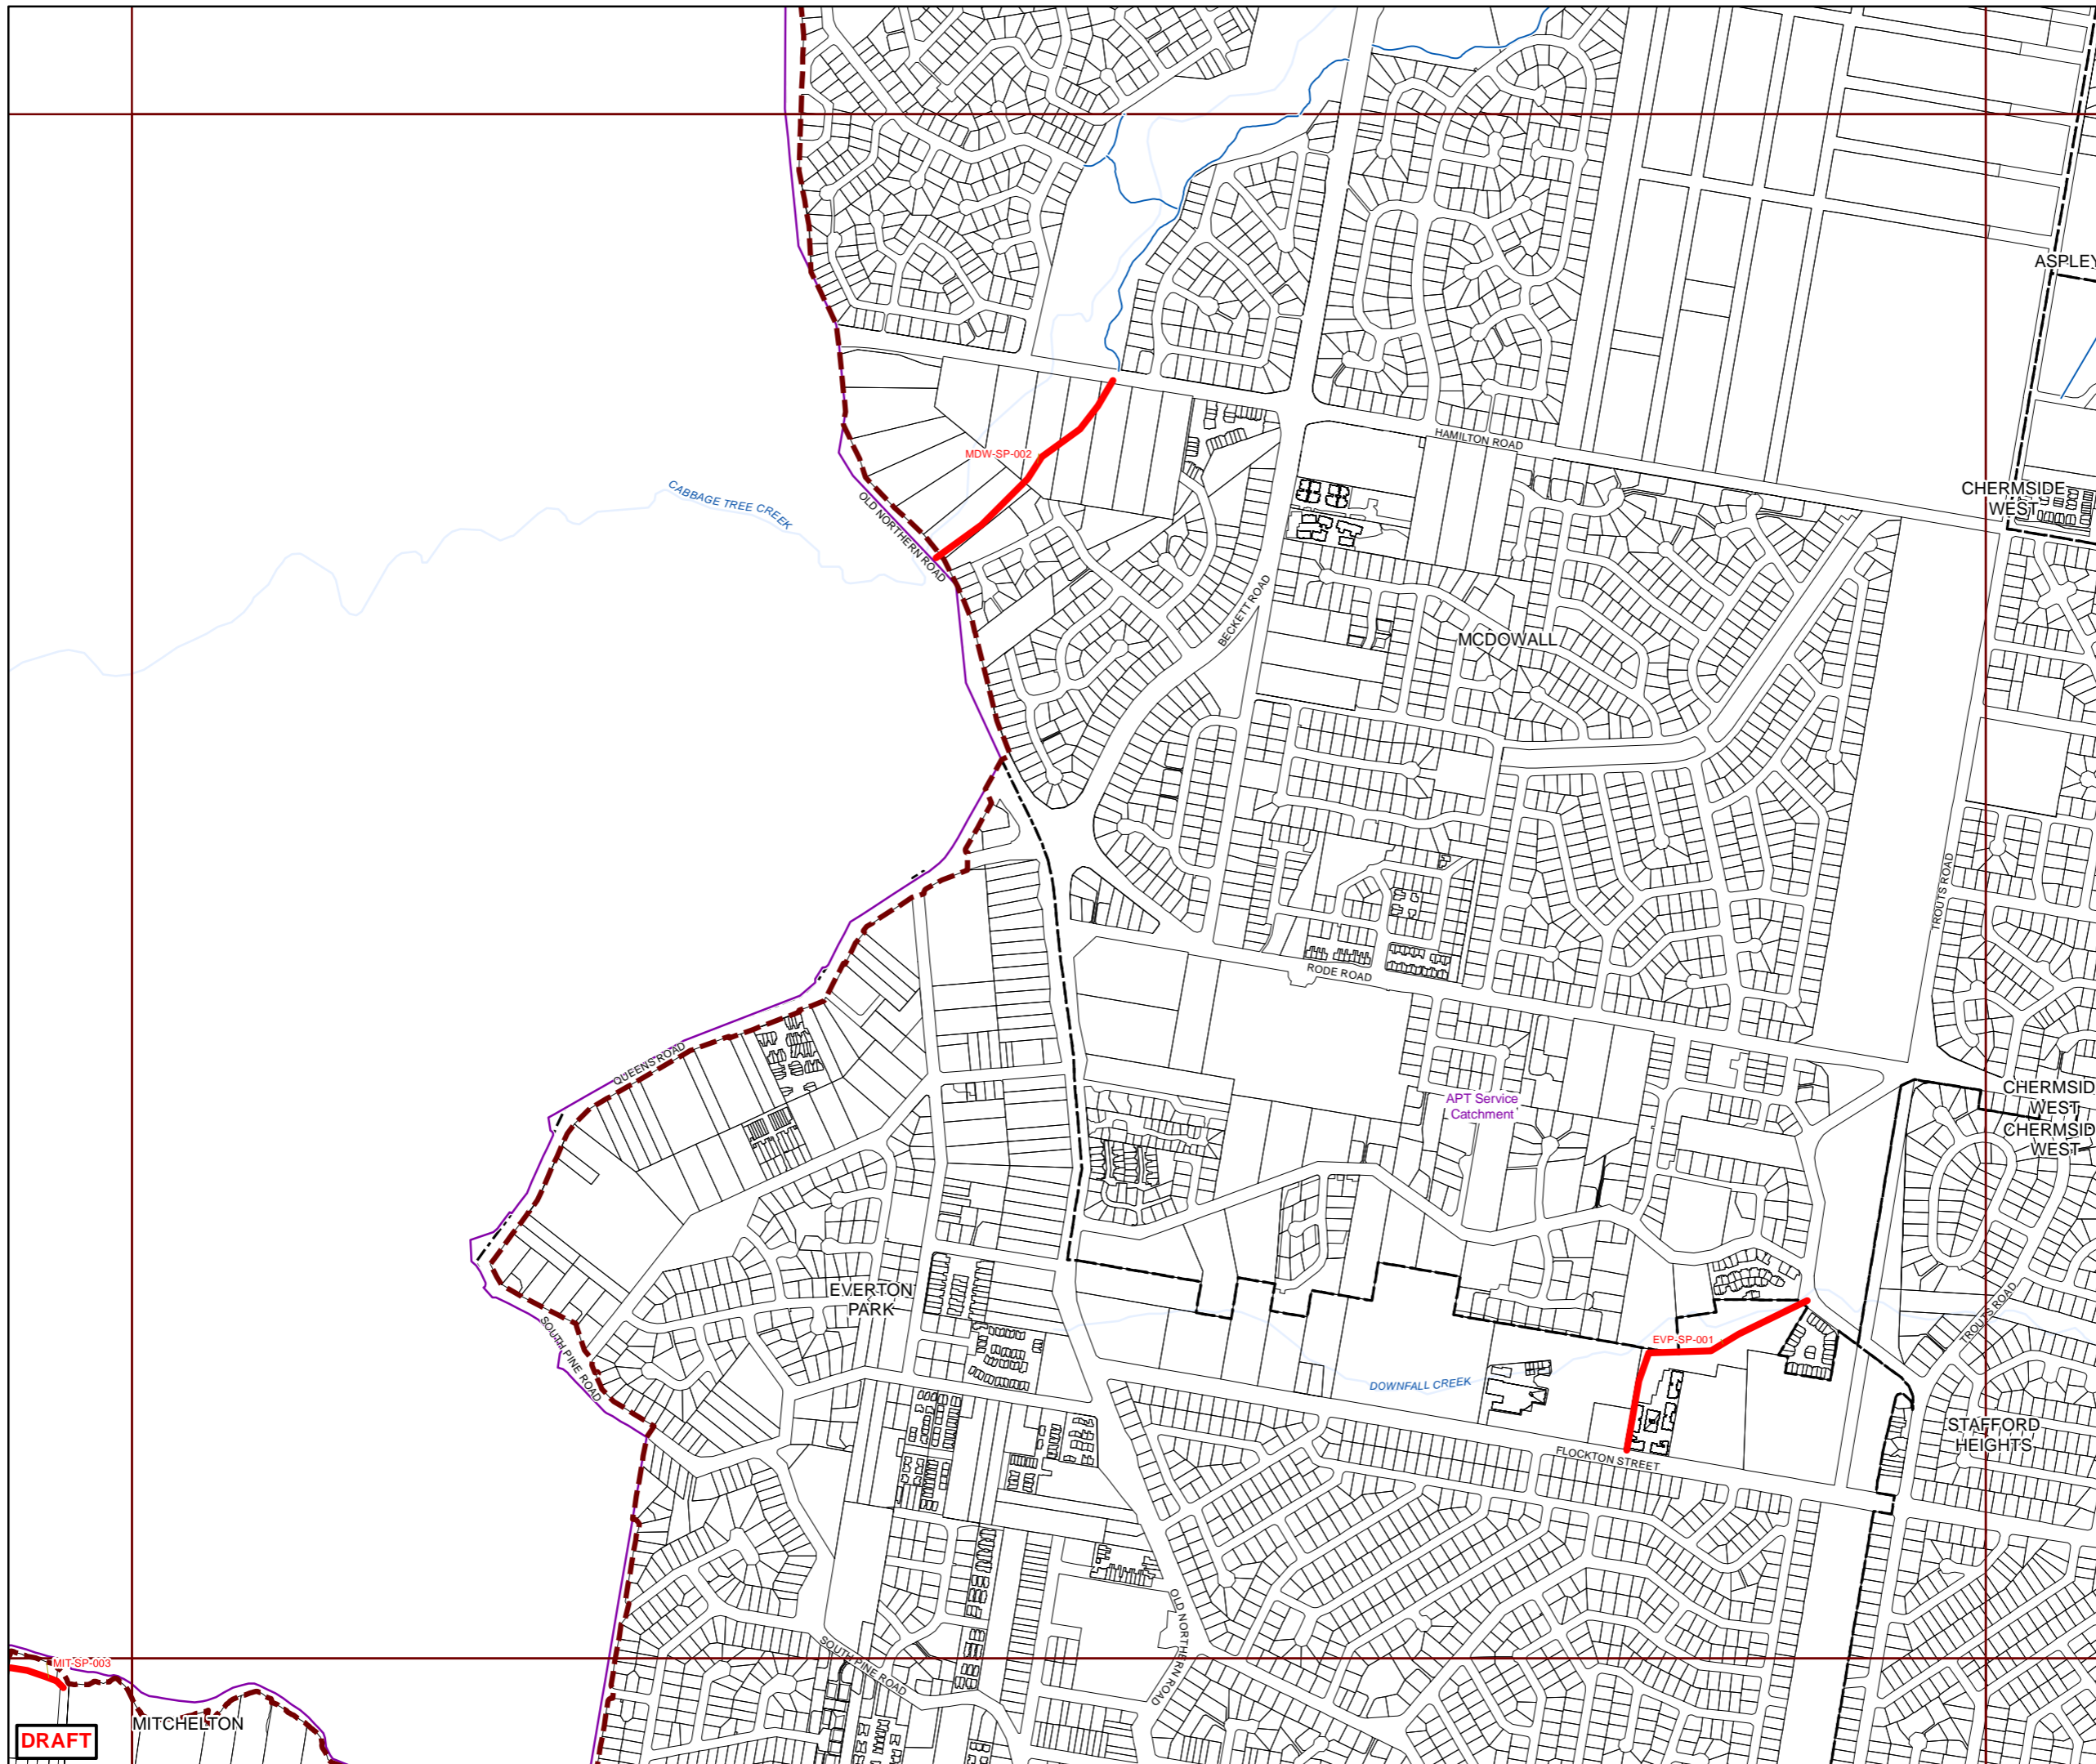 ASPLEY
HAMILTON ROAD
MDW-SP-002
CABBAGE TREE CREEK
CHERMSIDE
WEST
OLD NORTHERN ROAD
BECKETT ROAD
MCDOWALL
TROUTS ROAD
RODE ROAD
QUEENS ROAD
APT Service
Catchment
CHERMSID
WEST
CHERMSID
WEST
EVERTON
PARK
TROUTS ROAD
SOUTH PINE ROAD
EVP-SP-001
DOWNFALL CREEK
STAFFORD
HEIGHTS
FLOCKTON STREET
OLD NORTHERN ROAD
SOUTH PINE ROAD
MIT-SP-003
MITCHELTON
DRAFT